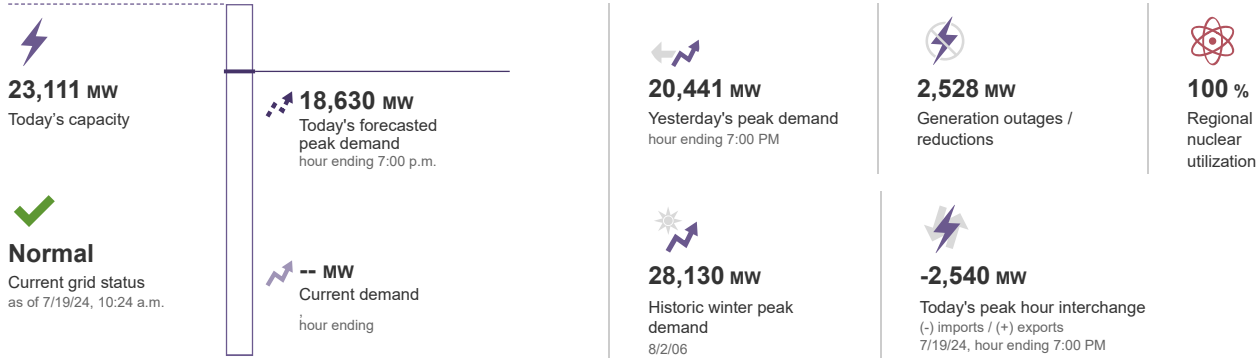 23,111 MW
Today's capacity
Normal
Current grid status
as of 7/19/24, 10:24 a.m.
18,630 MW
Today's forecasted
peak demand
hour ending 7:00 p.m.
-- MW
Current demand
,
hour ending
20,441 MW
Yesterday's peak demand
hour ending 7:00 PM
2,528 MW
Generation outages /
reductions
100 %
Regional
nuclear
utilization
28,130 MW
Historic winter peak
demand
8/2/06
-2,540 MW
Today's peak hour interchange
(-) imports / (+) exports
7/19/24, hour ending 7:00 PM